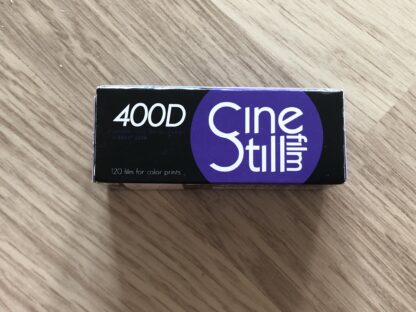 400D
Cine
Still
film
120 film for color prints